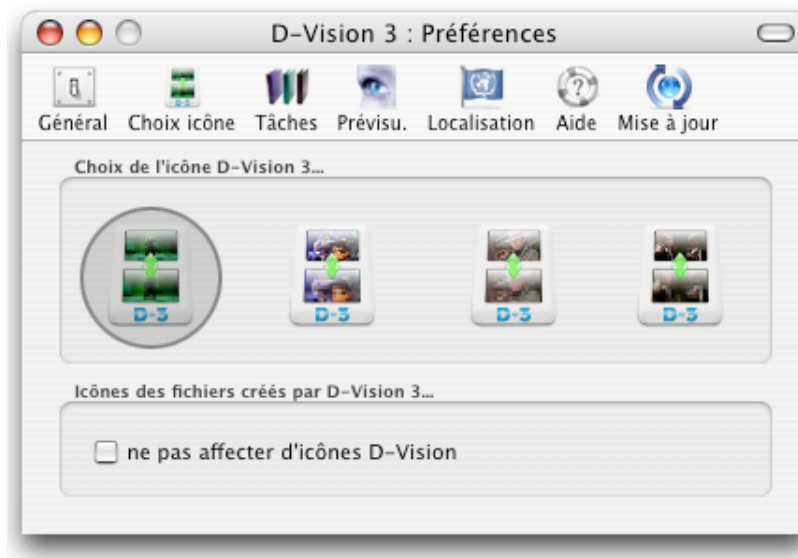 D-Vision 3 : Préférences
Général Choix icône Tâches Prévisu. Localisation Aide Mise à jour
Choix de l'icône D-Vision 3...
D-3 D-3 D-3 D-3
Icônes des fichiers créés par D-Vision 3...
ne pas affecter d'icônes D-Vision